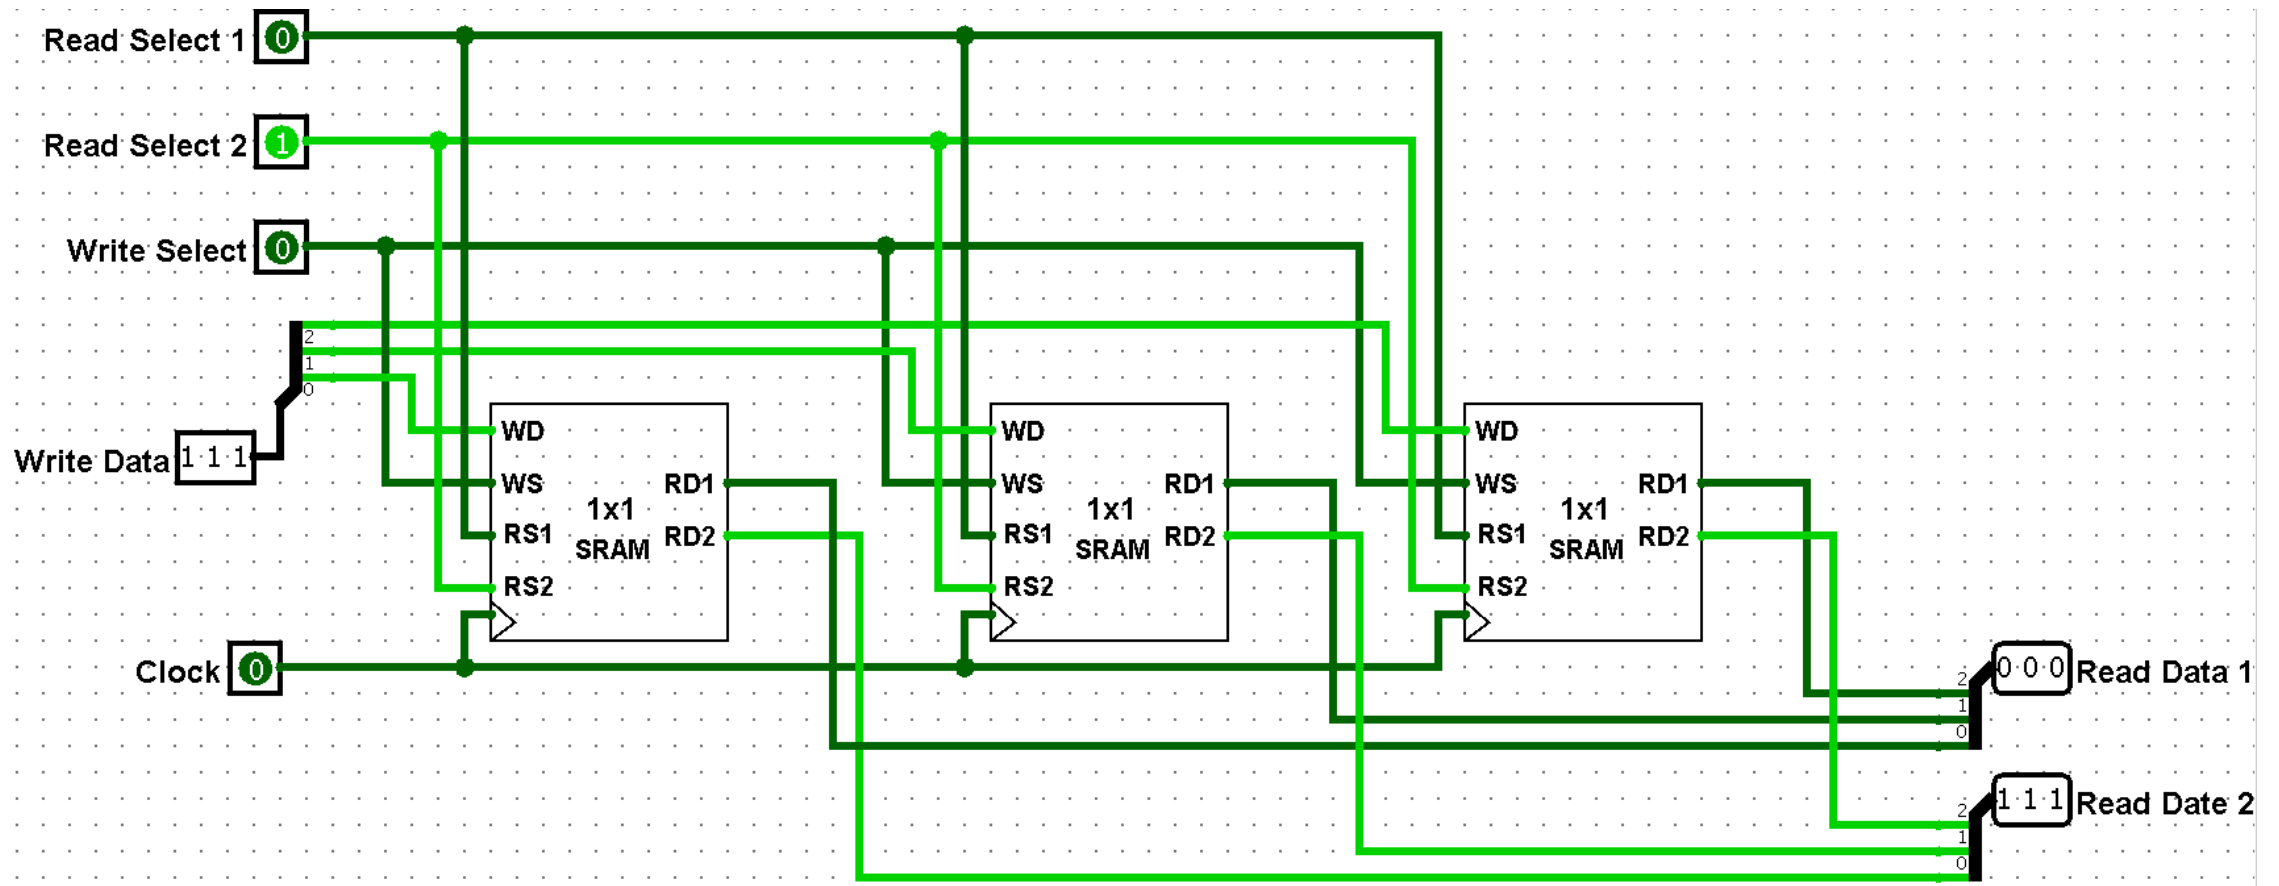 Read Select 1 0
Read Select 2 1
Write Select 0
2
1
0
Write Data 1 1 1
WD
WS
RS1
RS2
RD1
RD2
1x1
SRAM
WD
WS
RS1
RS2
RD1
RD2
1x1
SRAM
WD
WS
RS1
RS2
RD1
RD2
1x1
SRAM
Clock 0
2
1
0
0 0 0 Read Data 1
2
1
0
1 1 1 Read Date 2